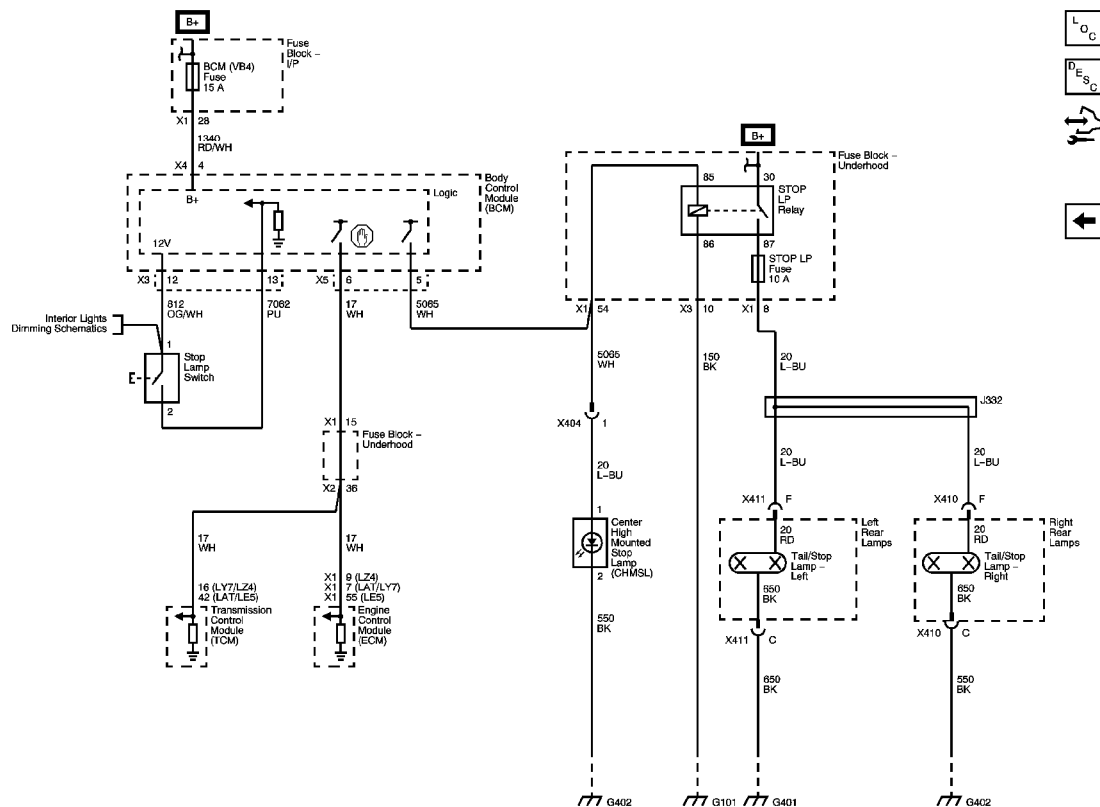 B+
Fuse
Block –
I/P
BCM (VB4)
Fuse
15 A
X1 28
1340
RD/WH
X4 4
Body
Control
Module
(BCM)
Logic
B+
12V
X3 12
13
X5 6
5
812
OG/WH
7062
PU
17
WH
5065
WH
Interior Lights
Dimming Schematics
1
Stop
Lamp
Switch
2
X1 15
Fuse Block –
Underhood
X2 36
17
WH
17
WH
16 (LY7/LZ4)
42 (LAT/LE5)
X1 9 (LZ4)
X1 7 (LAT/LY7)
X1 55 (LE5)
Transmission
Control
Module
(TCM)
Engine
Control
Module
(ECM)
B+
Fuse Block –
Underhood
85
30
STOP
LP
Relay
86
87
STOP LP
Fuse
10 A
X1 54
X3 10
X1 8
5065
WH
150
BK
20
L–BU
J332
X404 1
20
L–BU
20
L–BU
20
L–BU
X411 F
X410 F
1
Center
High
Mounted
Stop
Lamp
(CHMSL)
2
20
RD
Left
Rear
Lamps
20
RD
Right
Rear
Lamps
Tail/Stop
Lamp –
Left
Tail/Stop
Lamp –
Right
650
BK
650
BK
550
BK
X411 C
X410 C
650
BK
550
BK
G402
G101
G401
G402
LOC
DESC